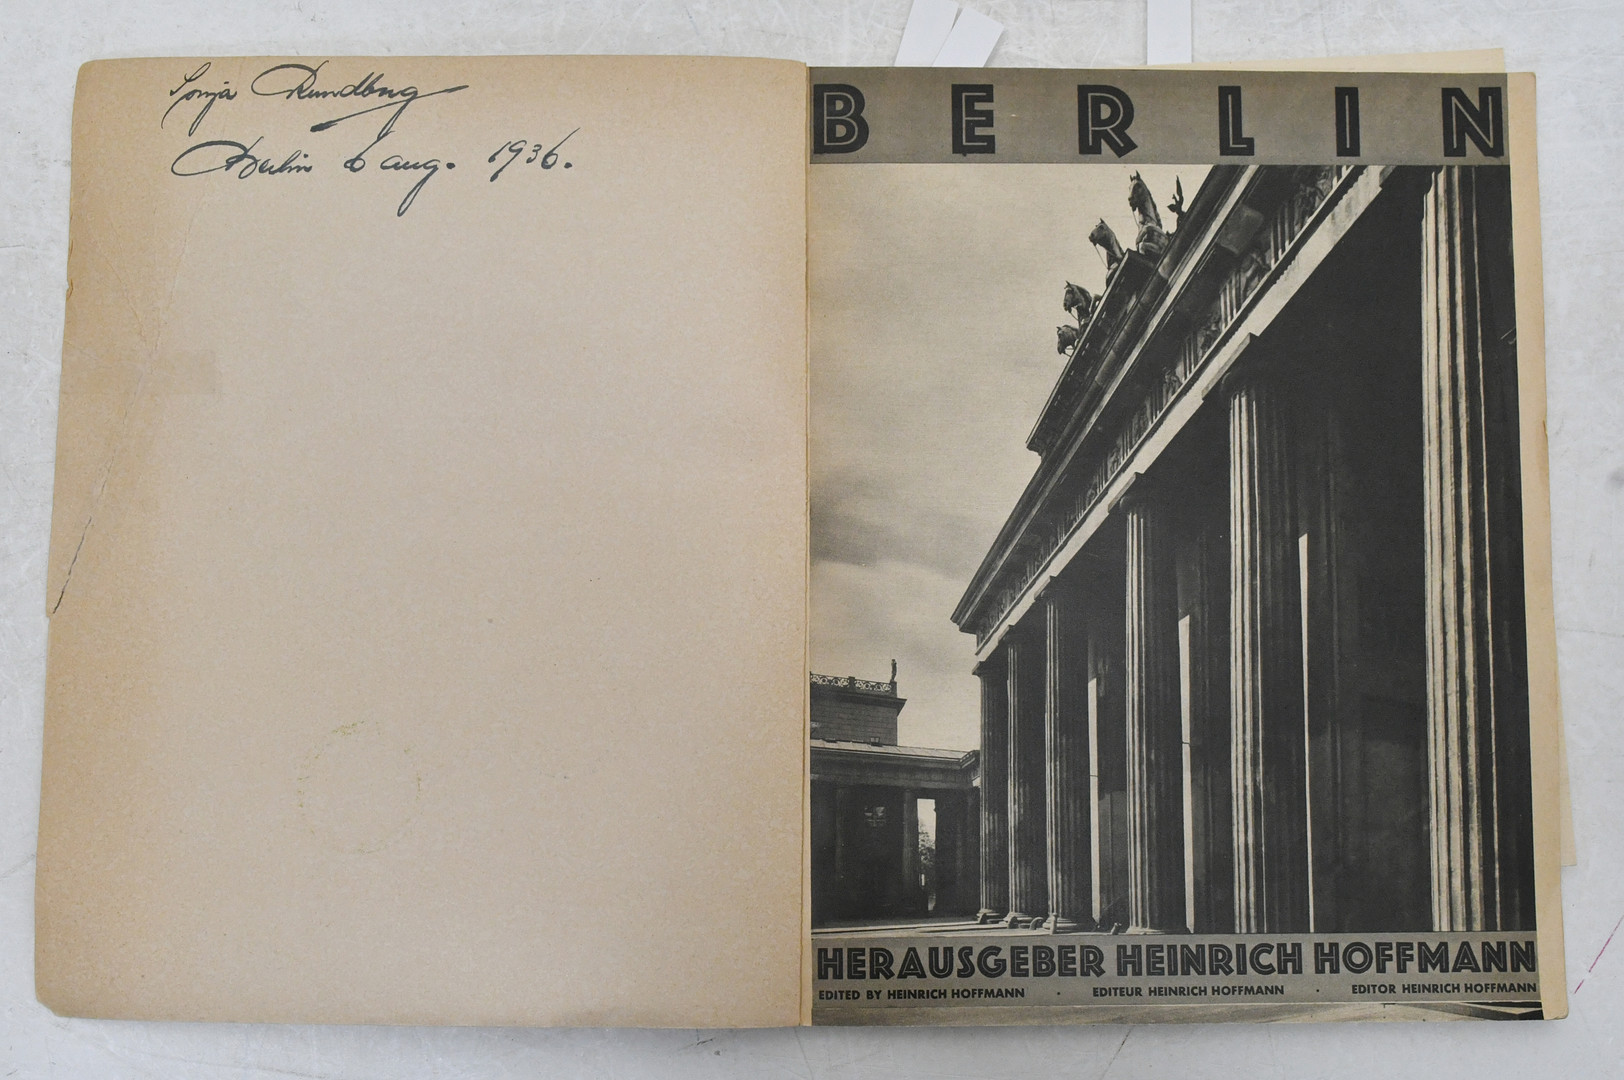 Sonja Rundberg
Berlin 6 aug. 1936.
BERLIN
HERAUSGEBER HEINRICH HOFFMANN
EDITED BY HEINRICH HOFFMANN · EDITEUR HEINRICH HOFFMANN · EDITOR HEINRICH HOFFMANN